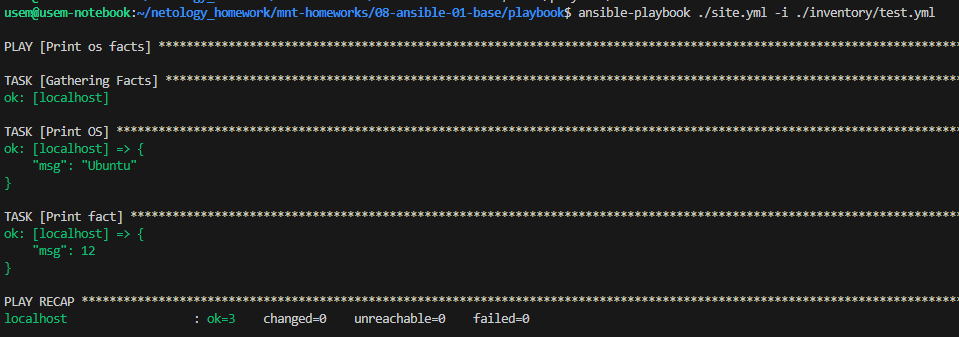 usem@usem-notebook:~/netology_homework/mnt-homeworks/08-ansible-01-base/playbook$ ansible-playbook ./site.yml -i ./inventory/test.yml
PLAY [Print os facts] ****************************************************************************************************************
TASK [Gathering Facts] ***************************************************************************************************************
ok: [localhost]
TASK [Print OS] **********************************************************************************************************************
ok: [localhost] => {
    "msg": "Ubuntu"
}
TASK [Print fact] ********************************************************************************************************************
ok: [localhost] => {
    "msg": 12
}
PLAY RECAP ***************************************************************************************************************************
localhost                  : ok=3    changed=0    unreachable=0    failed=0